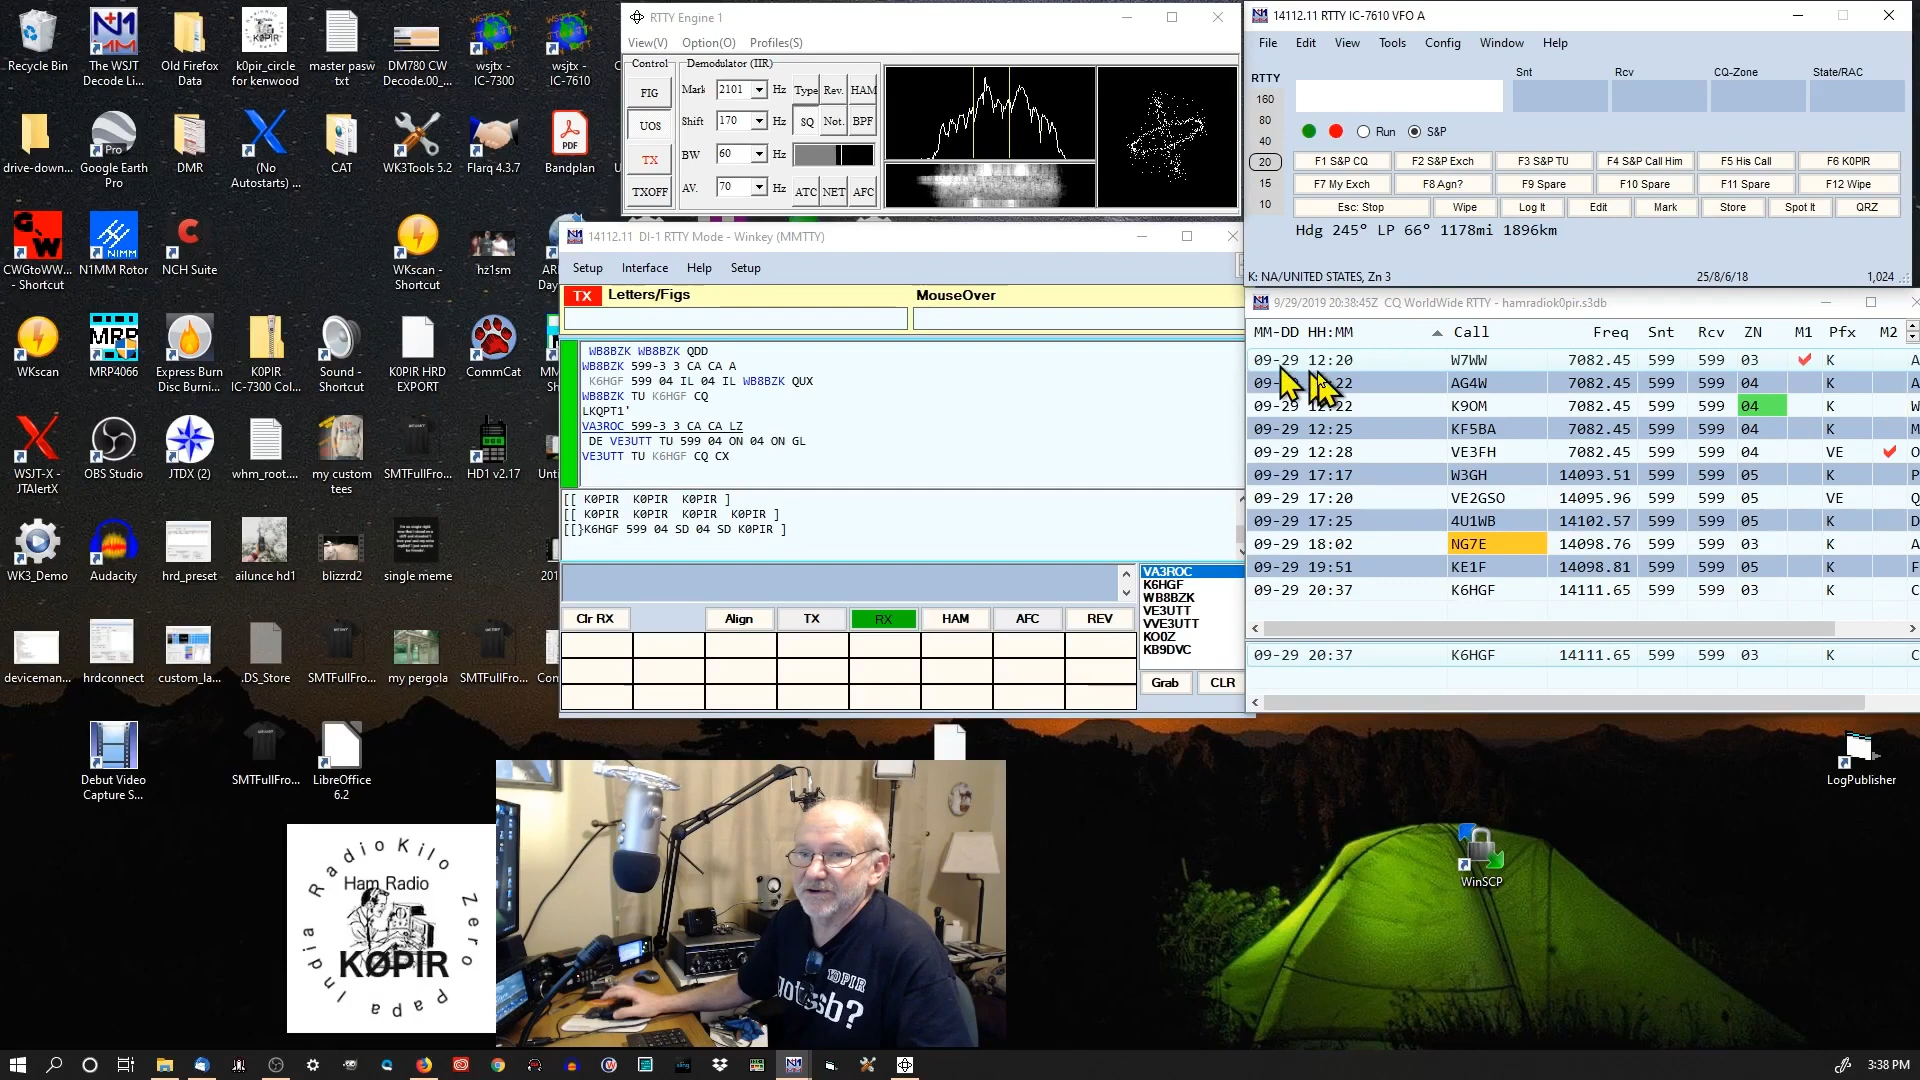 Recycle Bin
The WSJT
Decode Li...
Old Firefox
Data
k0pir_circle
for kenwood
master pasw
txt
DM780 CW
Decode.00_...
wsjtx -
IC-7300
wsjtx -
IC-7610
drive-down...
Google Earth
Pro
DMR
(No
Autostarts) ...
CAT
WK3Tools 5.2
Flarq 4.3.7
Bandplan
CWGtoWW...
- Shortcut
N1MM Rotor
NCH Suite
WKscan -
Shortcut
hz1sm
WKscan
MRP4066
Express Burn
Disc Burni...
K0PIR
IC-7300 Col...
Sound -
Shortcut
K0PIR HRD
EXPORT
CommCat
WSJT-X -
JTAlertX
OBS Studio
JTDX (2)
whm_root....
my custom
tees
SMTFullFro...
HD1 v2.17
WK3_Demo
Audacity
hrd_preset
ailunce hd1
blizzrd2
single meme
deviceman...
hrdconnect
custom_la...
.DS_Store
SMTFullFro...
my pergola
SMTFullFro...
Debut Video
Capture S...
SMTFullFro...
LibreOffice
6.2
RTTY Engine 1
View(V) Option(O) Profiles(S)
Control
FIG
UOS
TX
TXOFF
Demodulator (IIR)
Mark 2101 Hz Type Rev. HAM
Shift 170 Hz SQ Not. BPF
BW 60 Hz
AV. 70 Hz ATC NET AFC
14112.11 DI-1 RTTY Mode - Winkey (MMTTY)
Setup Interface Help Setup
TX Letters/Figs MouseOver
WB8BZK WB8BZK QDD
WB8BZK 599-3 3 CA CA A
K6HGF 599 04 IL 04 IL WB8BZK QUX
WB8BZK TU K6HGF CQ
LKQPT1'
VA3ROC 599-3 3 CA CA LZ
DE VE3UTT TU 599 04 ON 04 ON GL
VE3UTT TU K6HGF CQ CX
[[ K0PIR K0PIR K0PIR ]
[[ K0PIR K0PIR K0PIR K0PIR ]
[[}K6HGF 599 04 SD 04 SD K0PIR ]
VA3ROC
K6HGF
WB8BZK
VE3UTT
VVE3UTT
KO0Z
KB9DVC
Clr RX Align TX RX HAM AFC REV
Grab CLR
14112.11 RTTY IC-7610 VFO A
File Edit View Tools Config Window Help
RTTY
Snt Rcv CQ-Zone State/RAC
160
80
40
20
15
10
Run S&P
F1 S&P CQ F2 S&P Exch F3 S&P TU F4 S&P Call Him F5 His Call F6 K0PIR
F7 My Exch F8 Agn? F9 Spare F10 Spare F11 Spare F12 Wipe
Esc: Stop Wipe Log It Edit Mark Store Spot It QRZ
Hdg 245° LP 66° 1178mi 1896km
K: NA/UNITED STATES, Zn 3 25/8/6/18 1,024
9/29/2019 20:38:45Z CQ WorldWide RTTY - hamradiok0pir.s3db
MM-DD HH:MM Call Freq Snt Rcv ZN M1 Pfx M2
09-29 12:20 W7WW 7082.45 599 599 03 K A
09- :22 AG4W 7082.45 599 599 04 K A
09-29 12:22 K9OM 7082.45 599 599 04 K W
09-29 12:25 KF5BA 7082.45 599 599 04 K M
09-29 12:28 VE3FH 7082.45 599 599 04 VE O
09-29 17:17 W3GH 14093.51 599 599 05 K P
09-29 17:20 VE2GSO 14095.96 599 599 05 VE Q
09-29 17:25 4U1WB 14102.57 599 599 05 K D
09-29 18:02 NG7E 14098.76 599 599 03 K A
09-29 19:51 KE1F 14098.81 599 599 05 K F
09-29 20:37 K6HGF 14111.65 599 599 03 K C
09-29 20:37 K6HGF 14111.65 599 599 03 K C
LogPublisher
WinSCP
Ham Radio
KØPIR
Radio Kilo Zero Papa India
K0PIR
got ssb?
3:38 PM